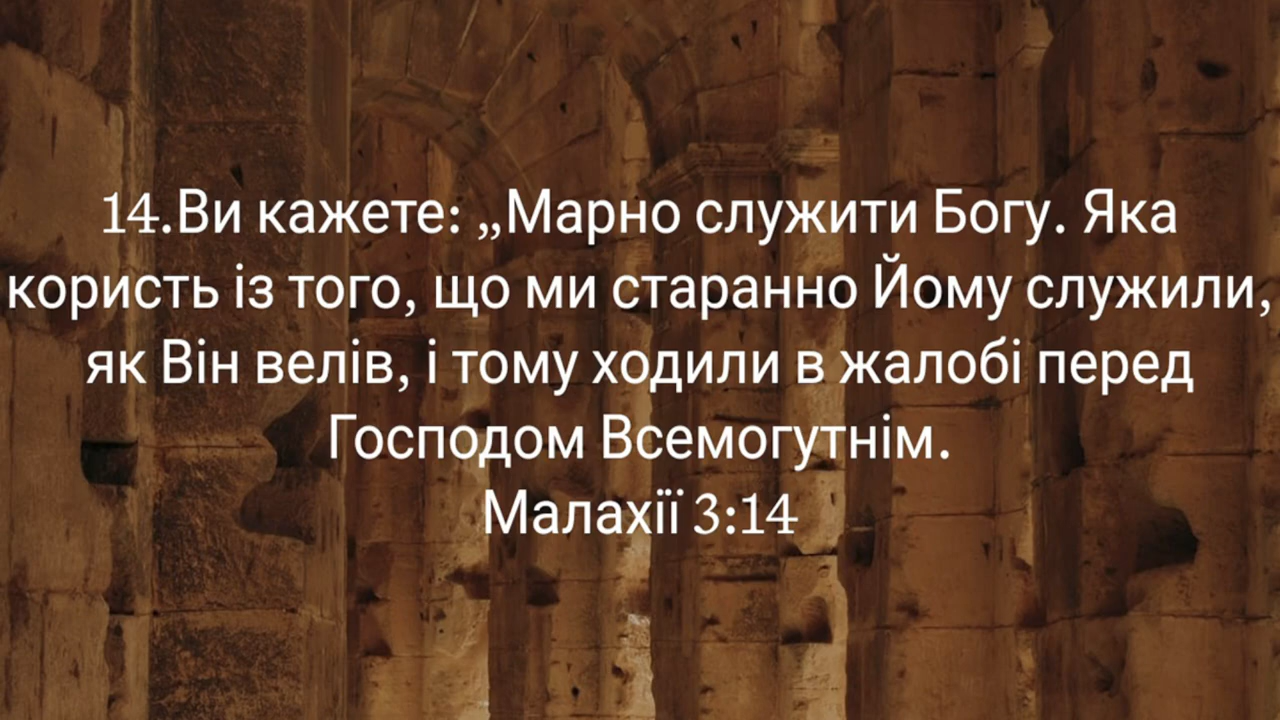 14.Ви кажете: „Марно служити Богу. Яка
користь із того, що ми старанно Йому служили,
як Він велів, і тому ходили в жалобі перед
Господом Всемогутнім.
Малахії 3:14